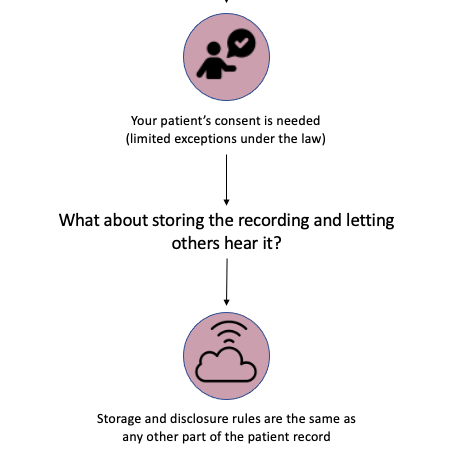 Your patient's consent is needed
(limited exceptions under the law)
What about storing the recording and letting
others hear it?
Storage and disclosure rules are the same as
any other part of the patient record